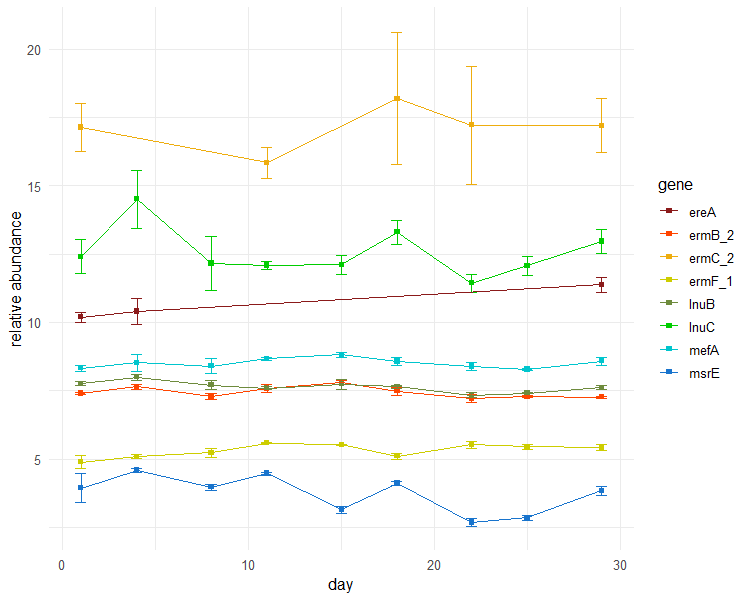 20
15
10
5
relative abundance
0
10
20
30
day
gene
ereA
ermB_2
ermC_2
ermF_1
lnuB
lnuC
mefA
msrE